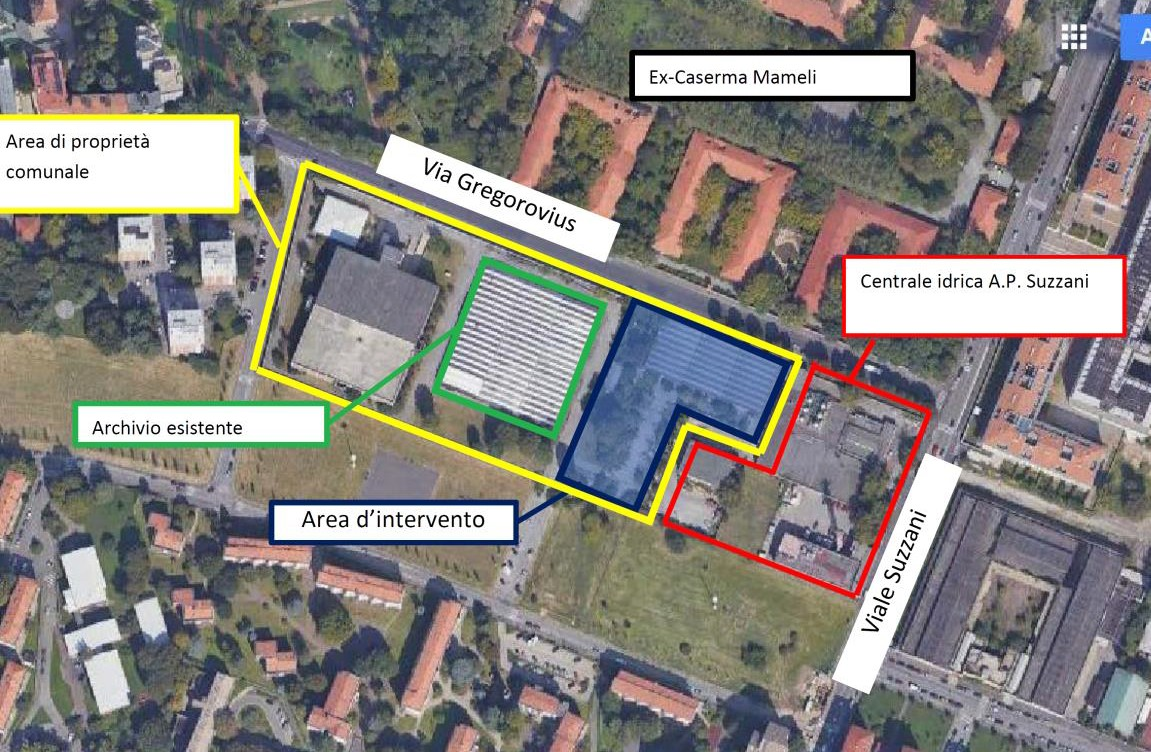 Ex-Caserma Mameli
A
Area di proprietà
comunale
Via Gregorovius
Centrale idrica A.P. Suzzani
Archivio esistente
Area d'intervento
Viale Suzzani